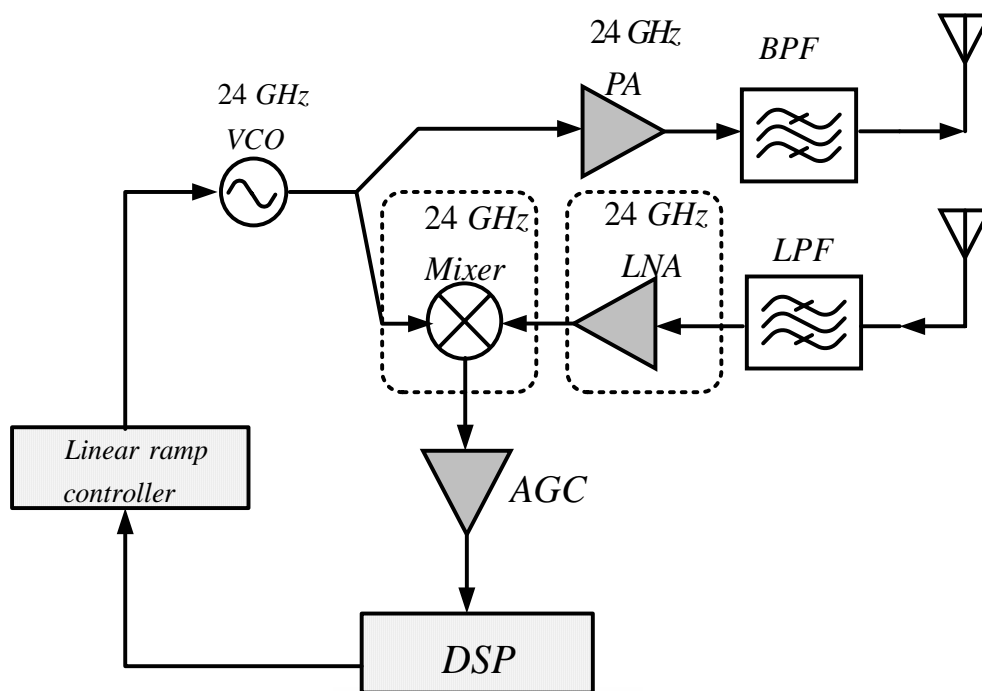 24 GHz
PA
BPF
24 GHz
VCO
24 GHz
Mixer
24 GHz
LNA
LPF
Linear ramp
controller
AGC
DSP